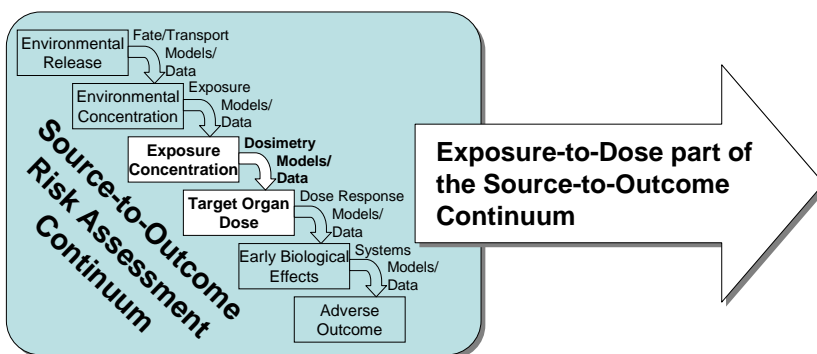 Environmental
Release
Fate/Transport
Models/
Data
Environmental
Concentration
Exposure
Models/
Data
Exposure
Concentration
Dosimetry
Models/
Data
Target Organ
Dose
Dose Response
Models/
Data
Early Biological
Effects
Systems
Models/
Data
Adverse
Outcome
Source-to-Outcome
Risk Assessment
Continuum
Exposure-to-Dose part of
the Source-to-Outcome
Continuum